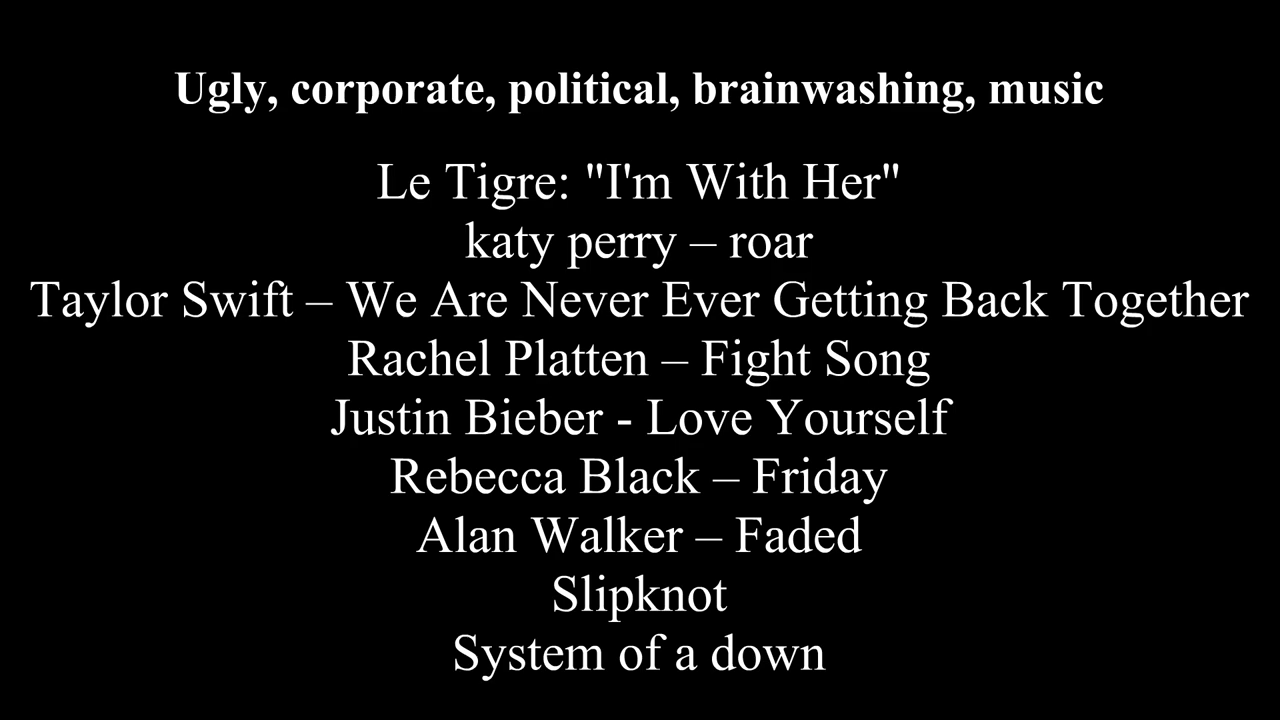 Ugly, corporate, political, brainwashing, music
Le Tigre: "I'm With Her"
katy perry – roar
Taylor Swift – We Are Never Ever Getting Back Together
Rachel Platten – Fight Song
Justin Bieber - Love Yourself
Rebecca Black – Friday
Alan Walker – Faded
Slipknot
System of a down